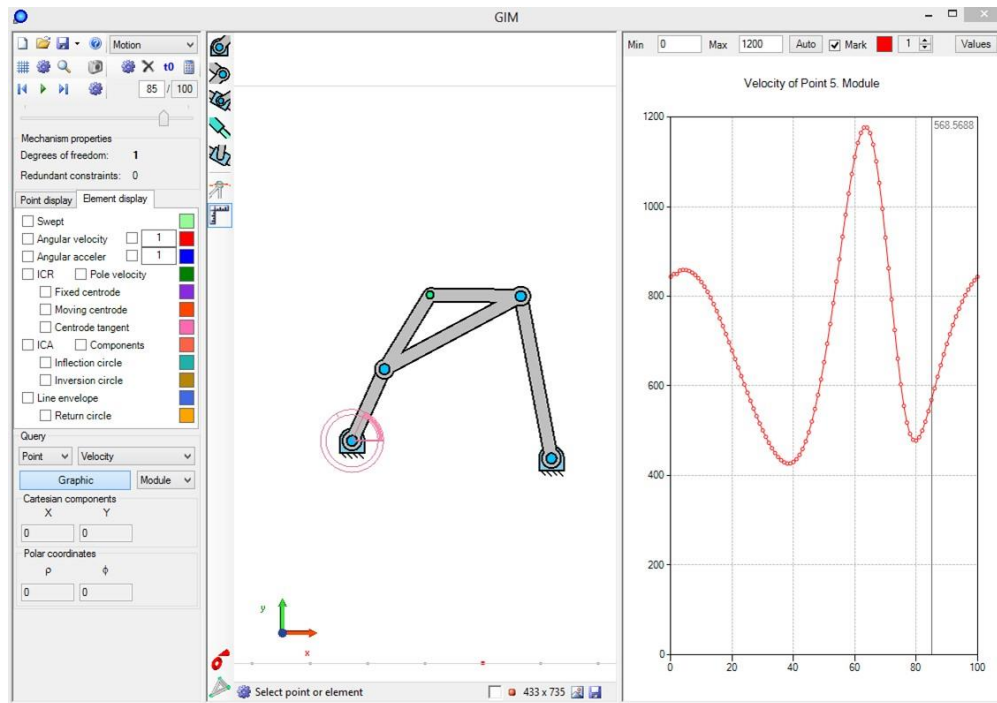 GIM
Motion
t0
85 / 100
Mechanism properties
Degrees of freedom: 1
Redundant constraints: 0
Point display Element display
Swept
Angular velocity 1
Angular acceler 1
ICR Pole velocity
Fixed centrode
Moving centrode
Centrode tangent
ICA Components
Inflection circle
Inversion circle
Line envelope
Return circle
Query
Point Velocity
Graphic Module
Cartesian components
X Y
0 0
Polar coordinates
ρ ϕ
0 0
y
x
Select point or element 433 x 735
Min 0 Max 1200 Auto Mark 1 Values
Velocity of Point 5. Module
568.5688
1200
1000
800
600
400
200
0
0 20 40 60 80 100